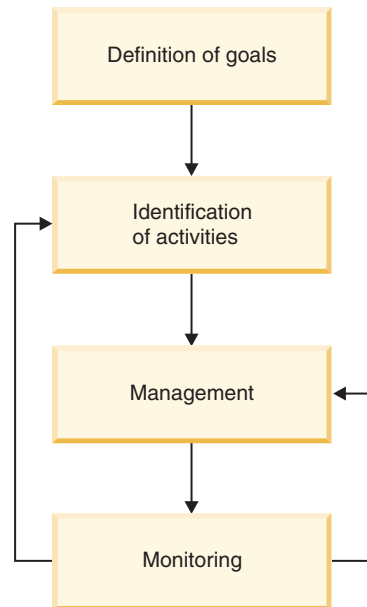 Definition of goals
Identification
of activities
Management
Monitoring